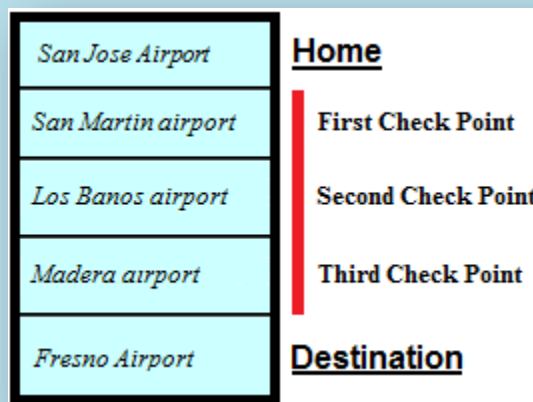 San Jose Airport Home
San Martin airport First Check Point
Los Banos airport Second Check Point
Madera airport Third Check Point
Fresno Airport Destination